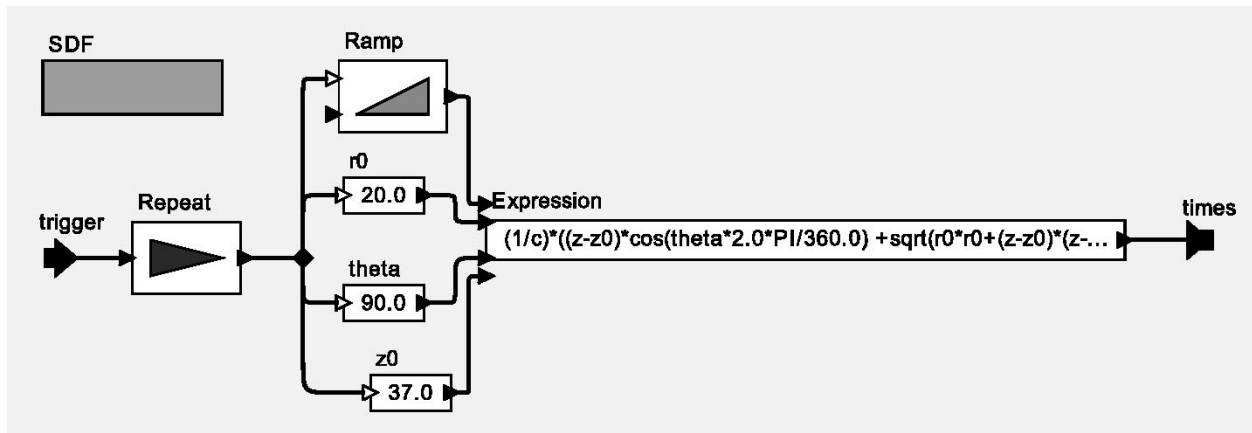 SDF
Ramp
r0
20.0
Repeat
trigger
Expression
(1/c)*((z-z0)*cos(theta*2.0*PI/360.0) +sqrt(r0*r0+(z-z0)*(z-...
times
theta
90.0
z0
37.0